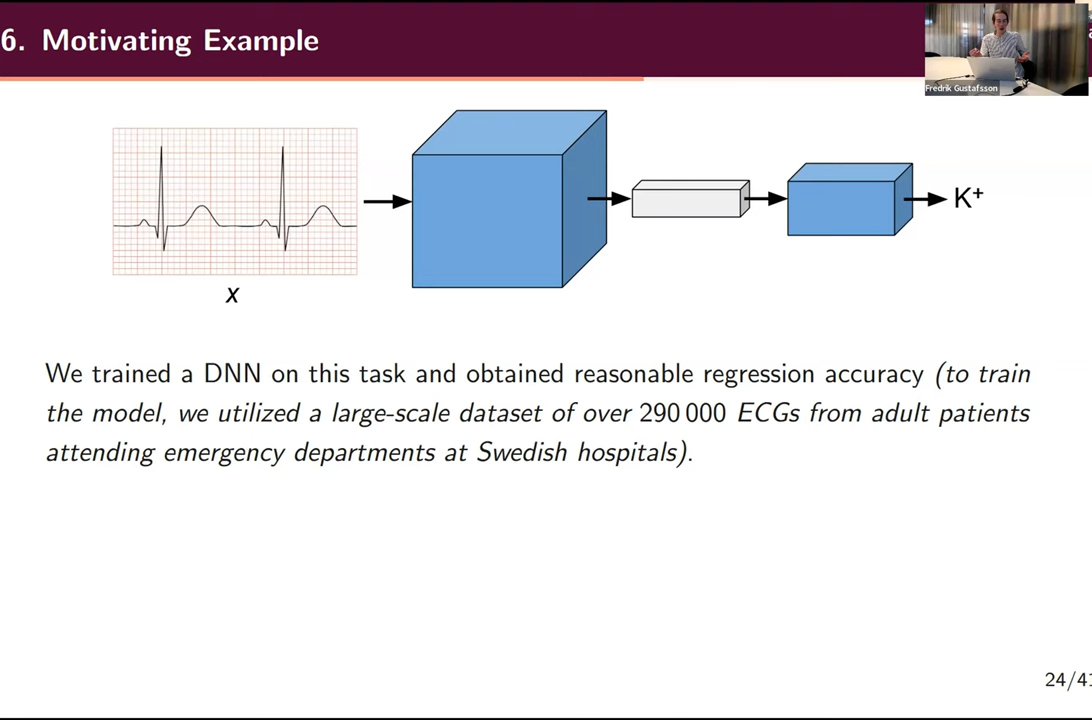 6. Motivating Example
Fredrik Gustafsson
K⁺
x
We trained a DNN on this task and obtained reasonable regression accuracy (to train
the model, we utilized a large-scale dataset of over 290 000 ECGs from adult patients
attending emergency departments at Swedish hospitals).